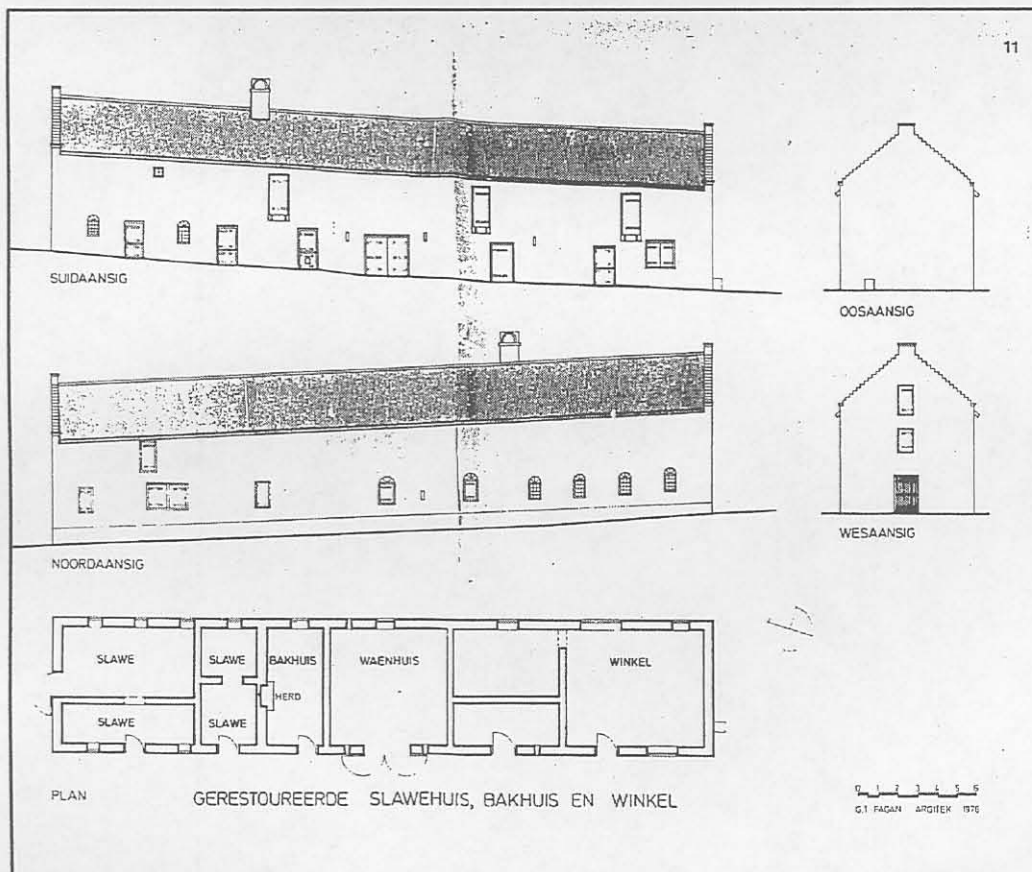 11
SUIDAANSIG
OOSAANSIG
NOORDAANSIG
WESAANSIG
SLAWE
SLAWE
BAKHUIS
WAENHUIS
WINKEL
HERD
SLAWE
SLAWE
PLAN
GERESTOUREERDE SLAWEHUIS, BAKHUIS EN WINKEL
0 1 2 3 4 5 6
G.T FAGAN ARGITEK 1976